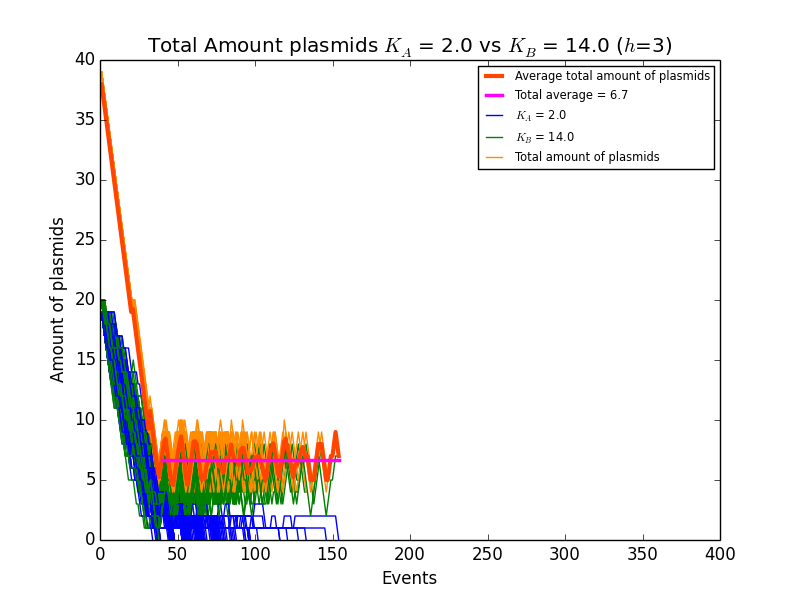 Total Amount plasmids K_A = 2.0 vs K_B = 14.0 (h=3)
Average total amount of plasmids
Total average = 6.7
K_A = 2.0
K_B = 14.0
Total amount of plasmids
Amount of plasmids
40
35
30
25
20
15
10
5
0
0 50 100 150 200 250 300 350 400
Events